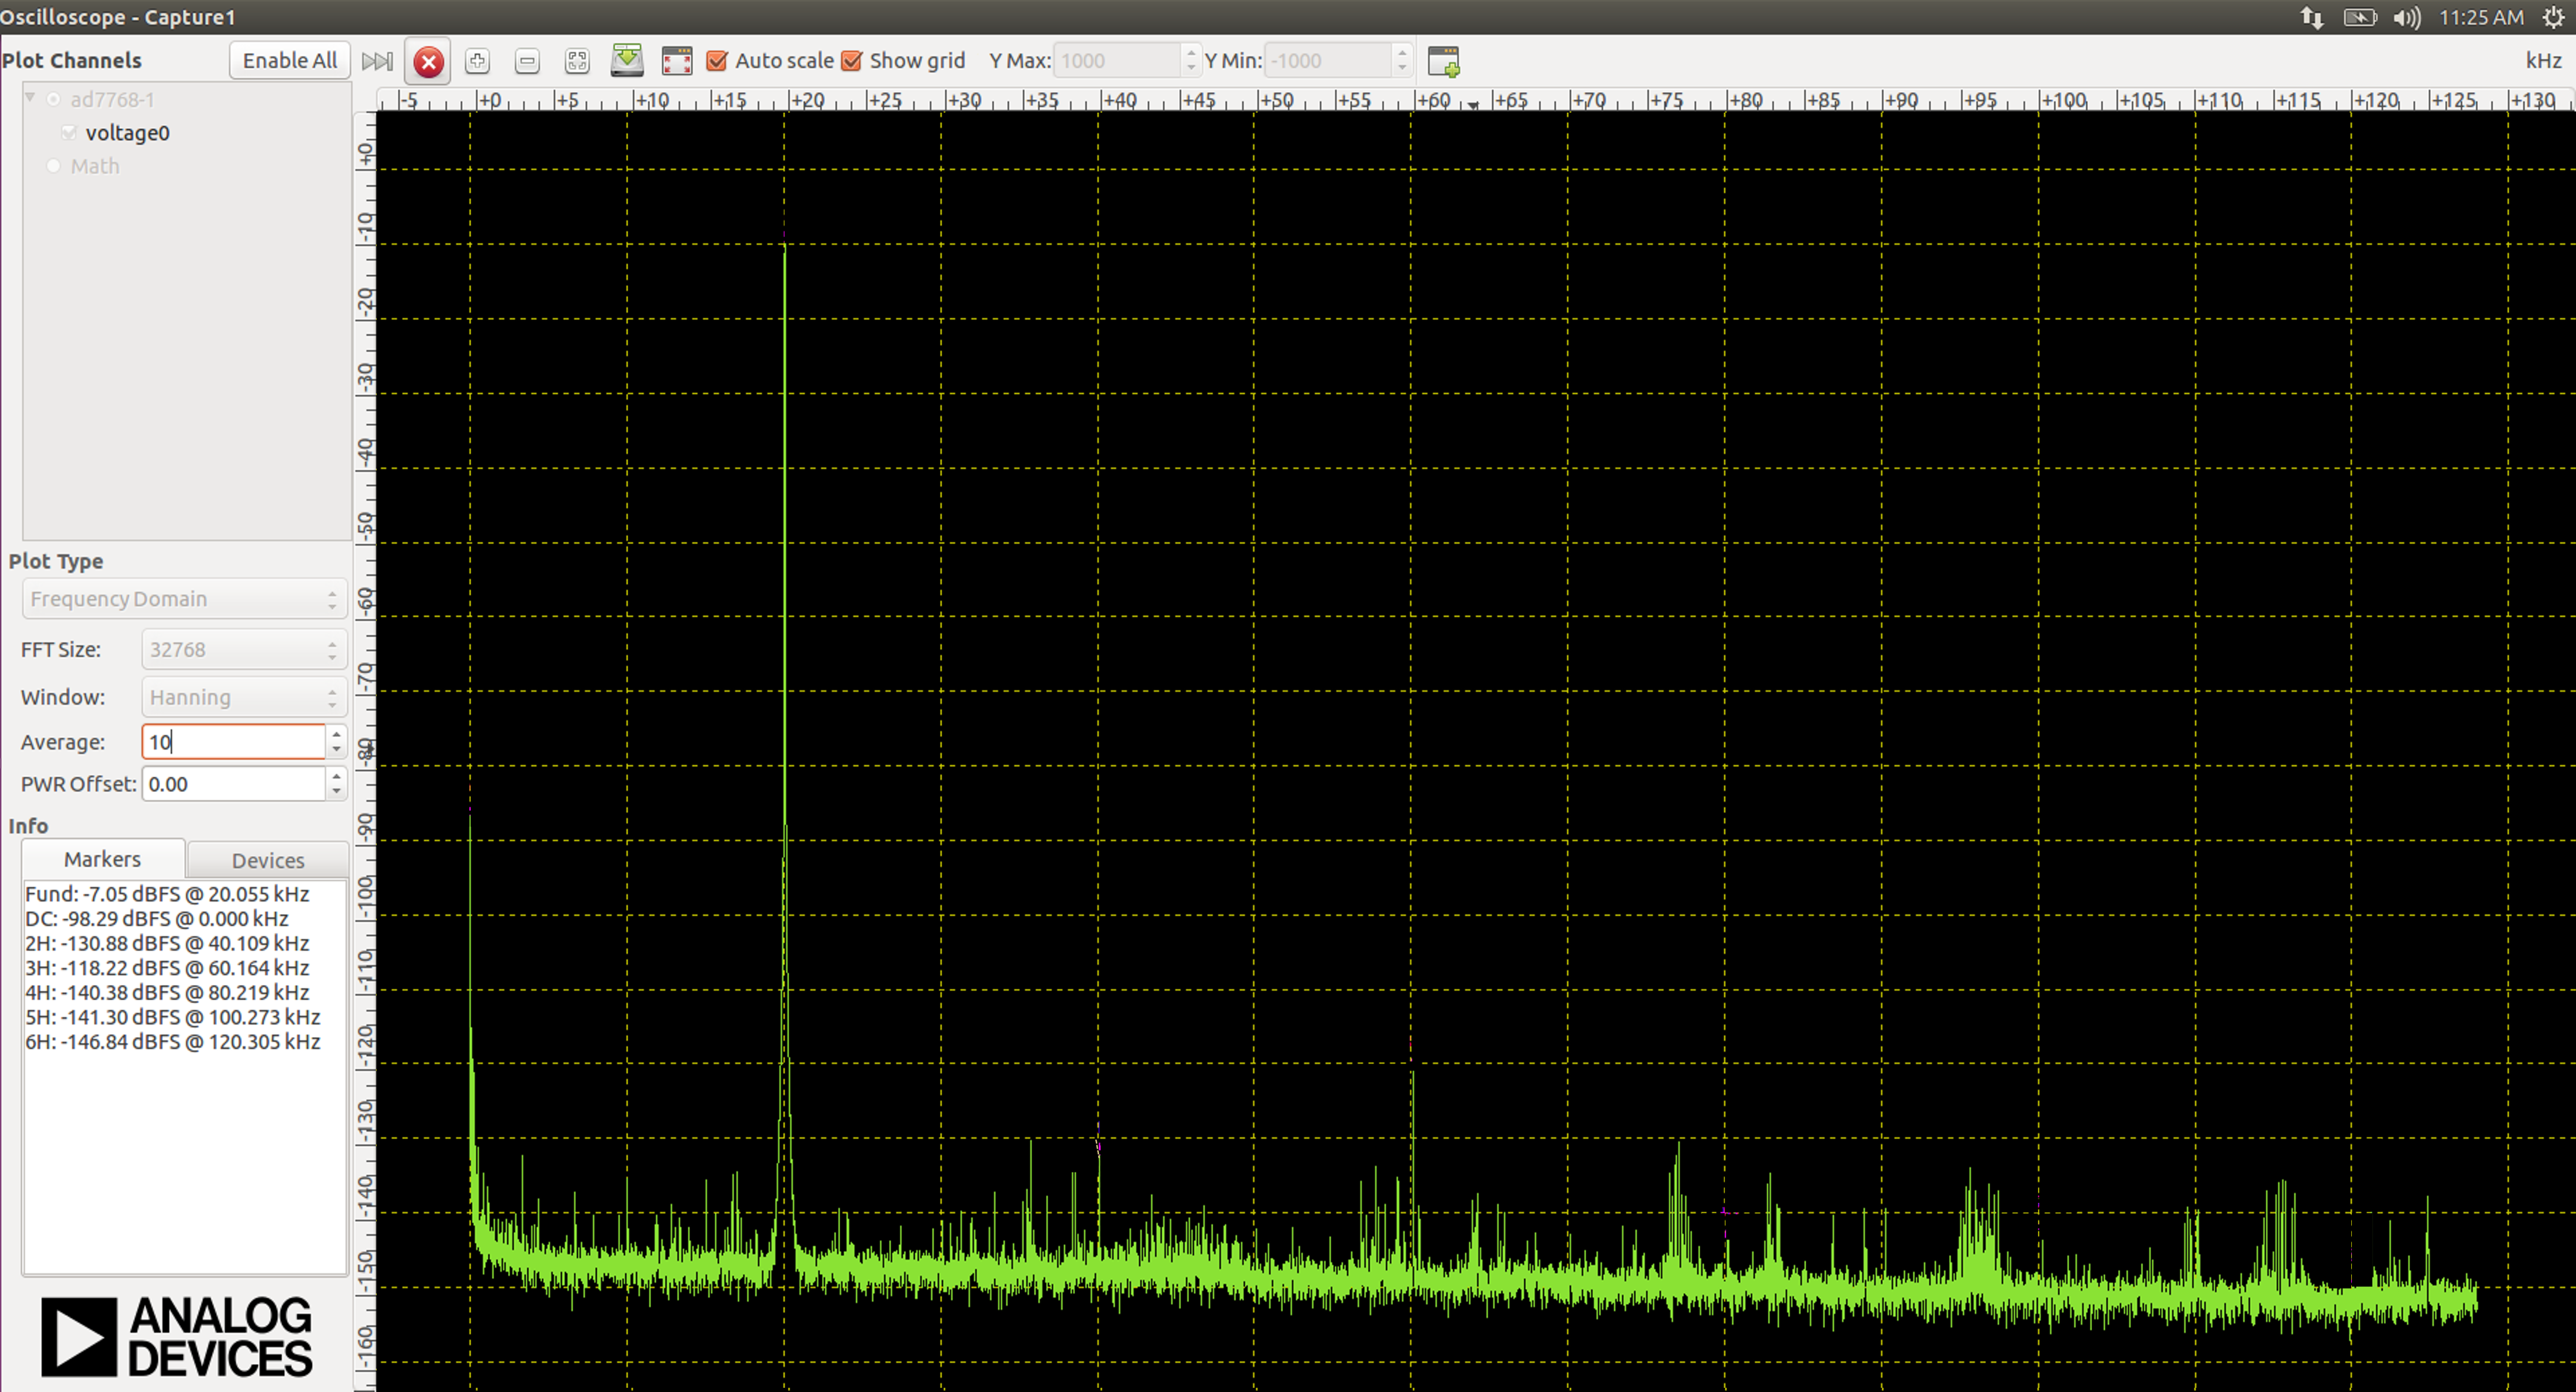 Oscilloscope - Capture1
11:25 AM
Plot Channels
Enable All
Auto scale
Show grid
Y Max: 1000
Y Min: -1000
kHz
ad7768-1
voltage0
Math
-5 +0 +5 +10 +15 +20 +25 +30 +35 +40 +45 +50 +55 +60 +65 +70 +75 +80 +85 +90 +95 +100 +105 +110 +115 +120 +125 +130
+0
-10
-20
-30
-40
-50
-60
-70
-80
-90
-100
-110
-120
-130
-140
-150
-160
Plot Type
Frequency Domain
FFT Size: 32768
Window: Hanning
Average: 10
PWR Offset: 0.00
Info
Markers
Devices
Fund: -7.05 dBFS @ 20.055 kHz
DC: -98.29 dBFS @ 0.000 kHz
2H: -130.88 dBFS @ 40.109 kHz
3H: -118.22 dBFS @ 60.164 kHz
4H: -140.38 dBFS @ 80.219 kHz
5H: -141.30 dBFS @ 100.273 kHz
6H: -146.84 dBFS @ 120.305 kHz
ANALOG
DEVICES